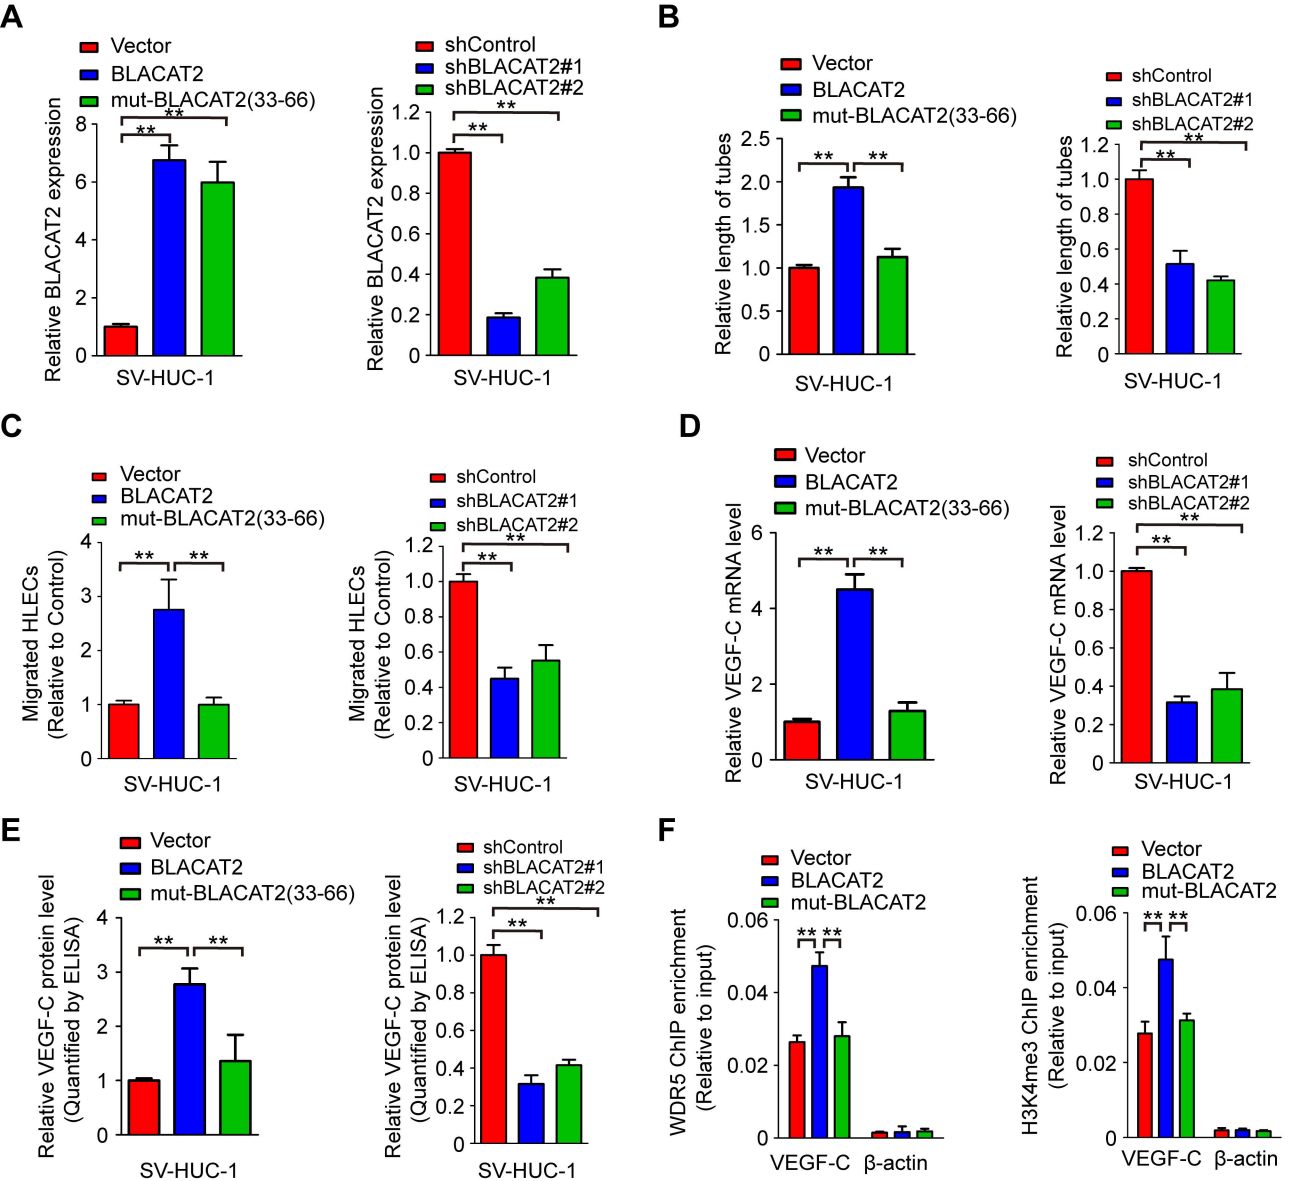 A
Vector
BLACAT2
mut-BLACAT2(33-66)
Relative BLACAT2 expression
8
6
4
2
0
**
**
SV-HUC-1
shControl
shBLACAT2#1
shBLACAT2#2
Relative BLACAT2 expression
1.2
1.0
0.8
0.6
0.4
0.2
0
**
**
SV-HUC-1
B
Vector
BLACAT2
mut-BLACAT2(33-66)
Relative length of tubes
2.5
2.0
1.5
1.0
0.5
0
**
**
SV-HUC-1
shControl
shBLACAT2#1
shBLACAT2#2
Relative length of tubes
1.2
1.0
0.8
0.6
0.4
0.2
0
**
**
SV-HUC-1
C
Vector
BLACAT2
mut-BLACAT2(33-66)
Migrated HLECs
(Relative to Control)
4
3
2
1
0
**
**
SV-HUC-1
shControl
shBLACAT2#1
shBLACAT2#2
Migrated HLECs
(Relative to Control)
1.2
1.0
0.8
0.6
0.4
0.2
0
**
**
SV-HUC-1
D
Vector
BLACAT2
mut-BLACAT2(33-66)
Relative VEGF-C mRNA level
6
4
2
0
**
**
SV-HUC-1
shControl
shBLACAT2#1
shBLACAT2#2
Relative VEGF-C mRNA level
1.2
1.0
0.8
0.6
0.4
0.2
0
**
**
SV-HUC-1
E
Vector
BLACAT2
mut-BLACAT2(33-66)
Relative VEGF-C protein level
(Quantified by ELISA)
4
3
2
1
0
**
**
SV-HUC-1
shControl
shBLACAT2#1
shBLACAT2#2
Relative VEGF-C protein level
(Quantified by ELISA)
1.2
1.0
0.8
0.6
0.4
0.2
0
**
**
SV-HUC-1
F
Vector
BLACAT2
mut-BLACAT2
WDR5 ChIP enrichment
(Relative to input)
0.06
0.04
0.02
0
**
**
VEGF-C
β-actin
Vector
BLACAT2
mut-BLACAT2
H3K4me3 ChIP enrichment
(Relative to input)
0.06
0.04
0.02
0
**
**
VEGF-C
β-actin